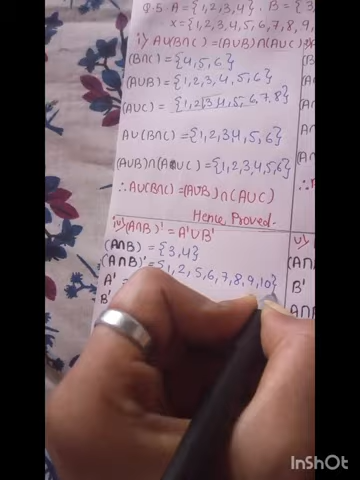 Q.5. A = {1,2,3,4}, B = {3,
X = {1,2,3,4,5,6,7,8,9,
i) A∪(B∩C) = (A∪B)∩(A∪C)
(B∩C) = {4,5,6}
(A∪B) = {1,2,3,4,5,6}
(A∪C) = {1,2,3,4,5,6,7,8}
A∪(B∩C) = {1,2,3,4,5,6}
(A∪B)∩(A∪C) = {1,2,3,4,5,6}
∴ A∪(B∩C) = (A∪B)∩(A∪C)
Hence, Proved.
iv) (A∩B)' = A'∪B'
(A∩B) = {3,4}
(A∩B)' = {1,2,5,6,7,8,9,10}
A' =
B'
v)
(A∩
B'
A∩
InShOt